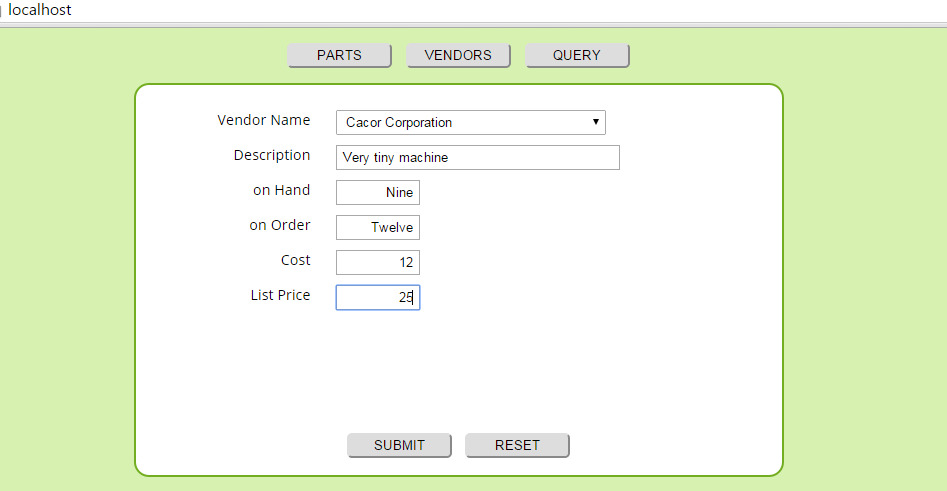 localhost
PARTS VENDORS QUERY
Vendor Name Cacor Corporation
Description Very tiny machine
on Hand Nine
on Order Twelve
Cost 12
List Price 25
SUBMIT RESET